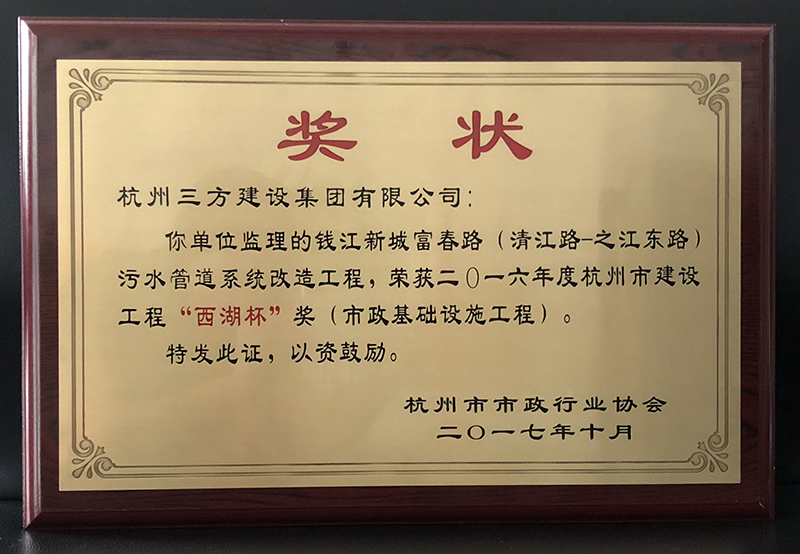 奖 状
杭州三方建设集团有限公司：
你单位监理的钱江新城富春路（清江路-之江东路）
污水管道系统改造工程，荣获二〇一六年度杭州市建设
工程“西湖杯”奖（市政基础设施工程）。
特发此证，以资鼓励。
杭州市市政行业协会
二〇一七年十月